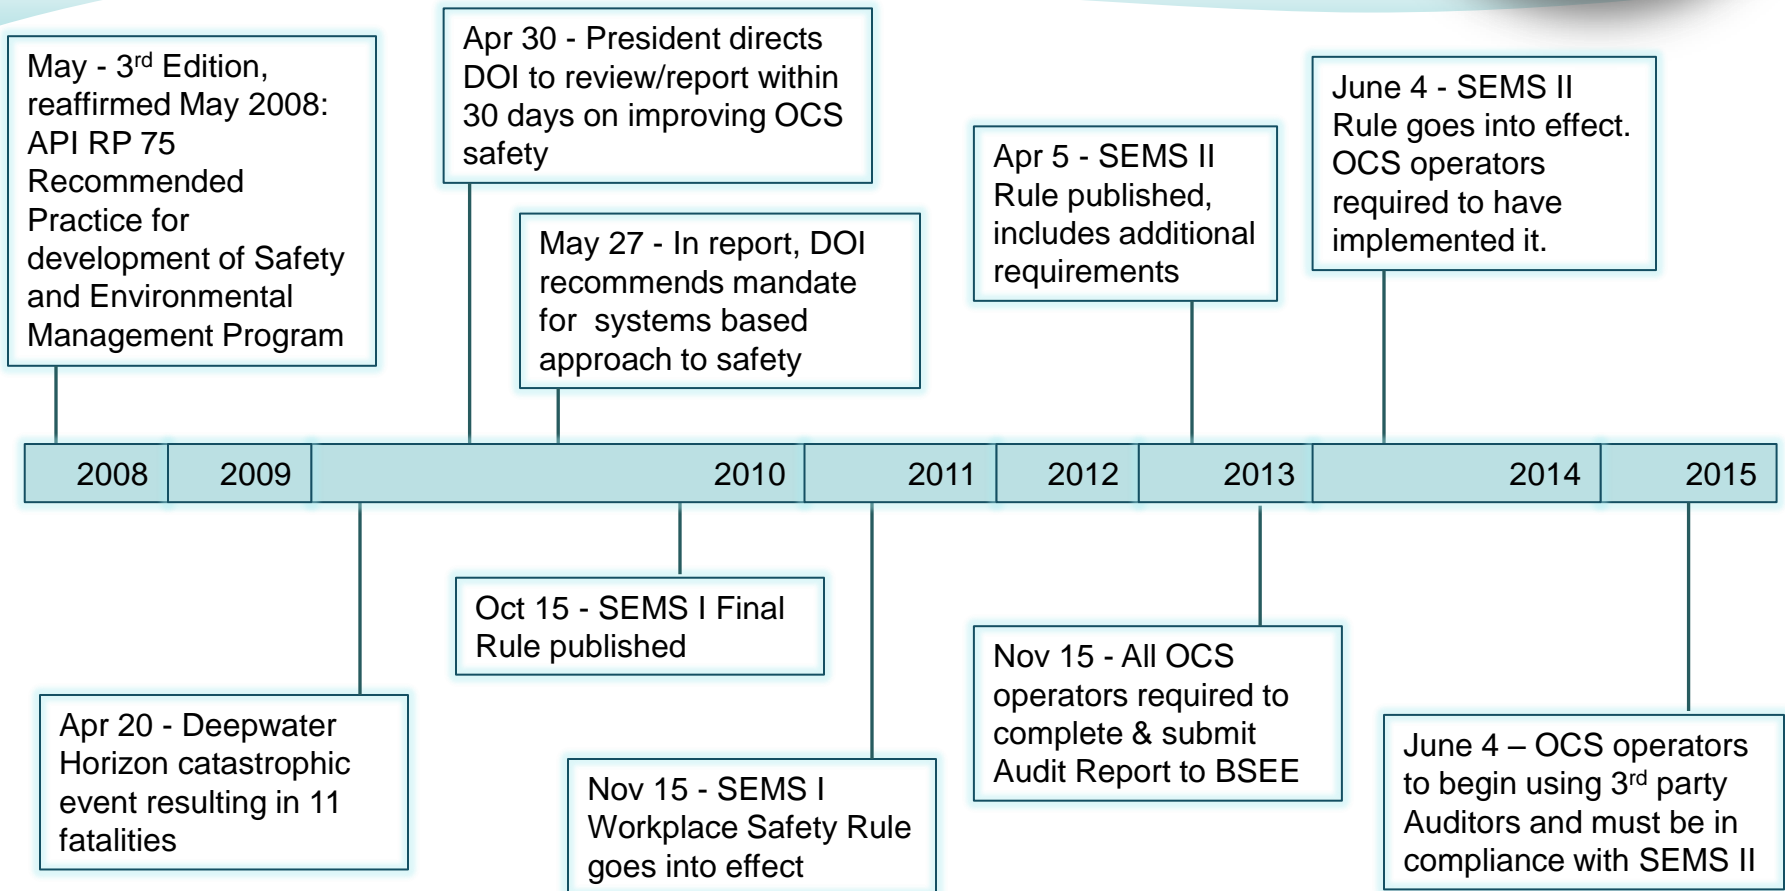 May - 3rd Edition,
reaffirmed May 2008:
API RP 75
Recommended
Practice for
development of Safety
and Environmental
Management Program
Apr 30 - President directs
DOI to review/report within
30 days on improving OCS
safety
May 27 - In report, DOI
recommends mandate
for systems based
approach to safety
Apr 5 - SEMS II
Rule published,
includes additional
requirements
June 4 - SEMS II
Rule goes into effect.
OCS operators
required to have
implemented it.
2008
2009
2010
2011
2012
2013
2014
2015
Apr 20 - Deepwater
Horizon catastrophic
event resulting in 11
fatalities
Oct 15 - SEMS I Final
Rule published
Nov 15 - SEMS I
Workplace Safety Rule
goes into effect
Nov 15 - All OCS
operators required to
complete & submit
Audit Report to BSEE
June 4 – OCS operators
to begin using 3rd party
Auditors and must be in
compliance with SEMS II